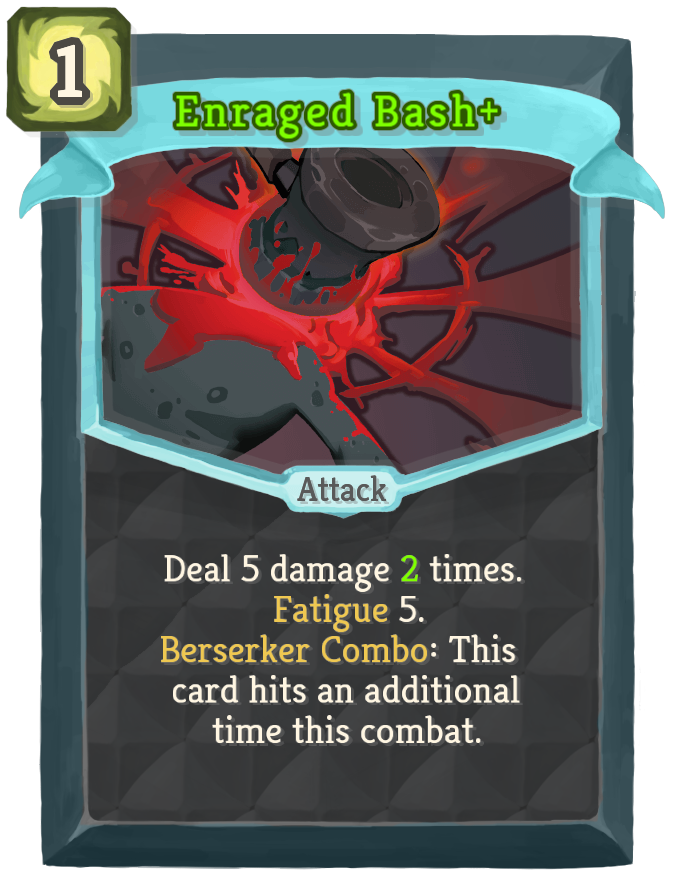 1
Enraged Bash+
Attack
Deal 5 damage 2 times.
Fatigue 5.
Berserker Combo: This
card hits an additional
time this combat.